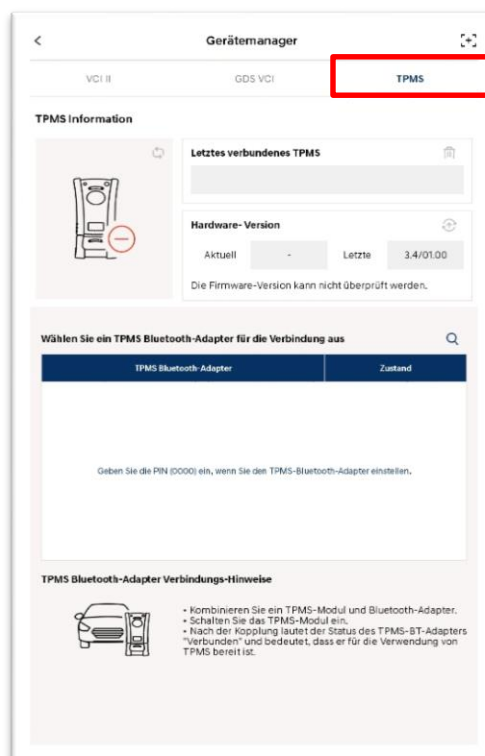 Gerätemanager
VCI II
GDS VCI
TPMS
TPMS Information
Letztes verbundenes TPMS
Hardware- Version
Aktuell
-
Letzte
3.4/01.00
Die Firmware-Version kann nicht überprüft werden.
Wählen Sie ein TPMS Bluetooth-Adapter für die Verbindung aus
TPMS Bluetooth-Adapter
Zustand
Geben Sie die PIN (0000) ein, wenn Sie den TPMS-Bluetooth-Adapter einstellen.
TPMS Bluetooth-Adapter Verbindungs-Hinweise
• Kombinieren Sie ein TPMS-Modul und Bluetooth-Adapter.
• Schalten Sie das TPMS-Modul ein.
• Nach der Kopplung lautet der Status des TPMS-BT-Adapters
"Verbunden" und bedeutet, dass er für die Verwendung von
TPMS bereit ist.